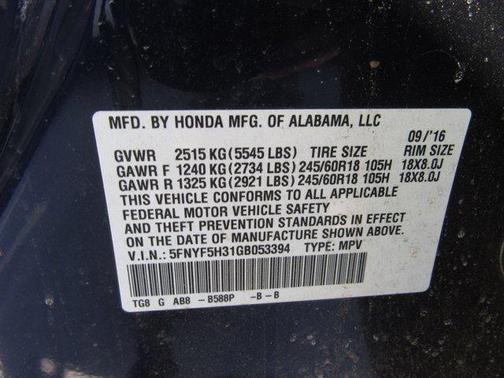 MFD. BY HONDA MFG. OF ALABAMA, LLC
09/'16
GVWR 2515 KG(5545 LBS) TIRE SIZE RIM SIZE
GAWR F 1240 KG(2734 LBS)245/60R18 105H 18X8.0J
GAWR R 1325 KG(2921 LBS)245/60R18 105H 18X8.0J
THIS VEHICLE CONFORMS TO ALL APPLICABLE
FEDERAL MOTOR VEHICLE SAFETY
AND THEFT PREVENTION STANDARDS IN EFFECT
ON THE DATE OF MANUFACTURE SHOWN ABOVE.
V.I.N.: 5FNYF5H31GB053394 TYPE: MPV
TG8 G AB8 -B588P -B-B